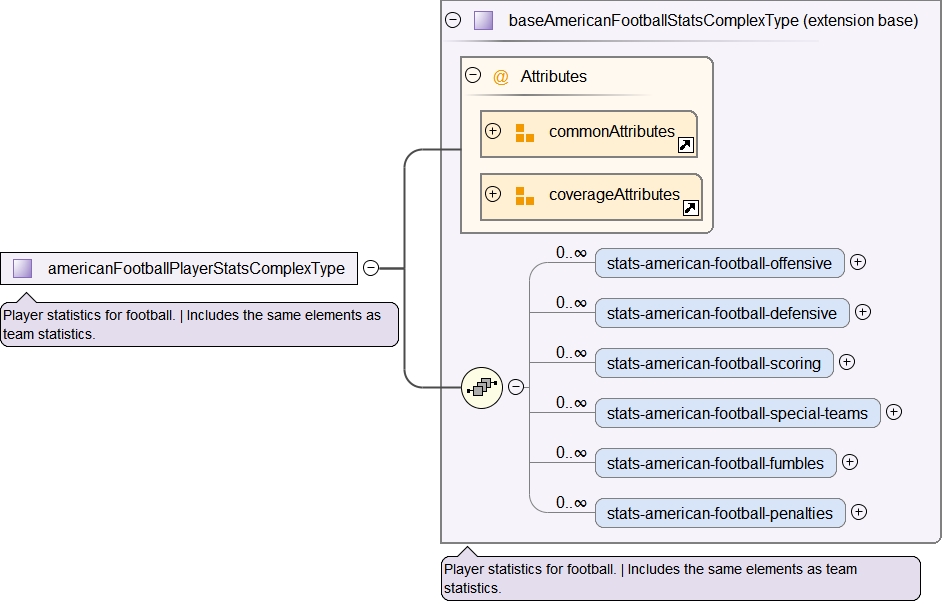 baseAmericanFootballStatsComplexType (extension base)
@ Attributes
commonAttributes
coverageAttributes
americanFootballPlayerStatsComplexType
Player statistics for football. | Includes the same elements as
team statistics.
0..∞
stats-american-football-offensive
0..∞
stats-american-football-defensive
0..∞
stats-american-football-scoring
0..∞
stats-american-football-special-teams
0..∞
stats-american-football-fumbles
0..∞
stats-american-football-penalties
Player statistics for football. | Includes the same elements as team
statistics.